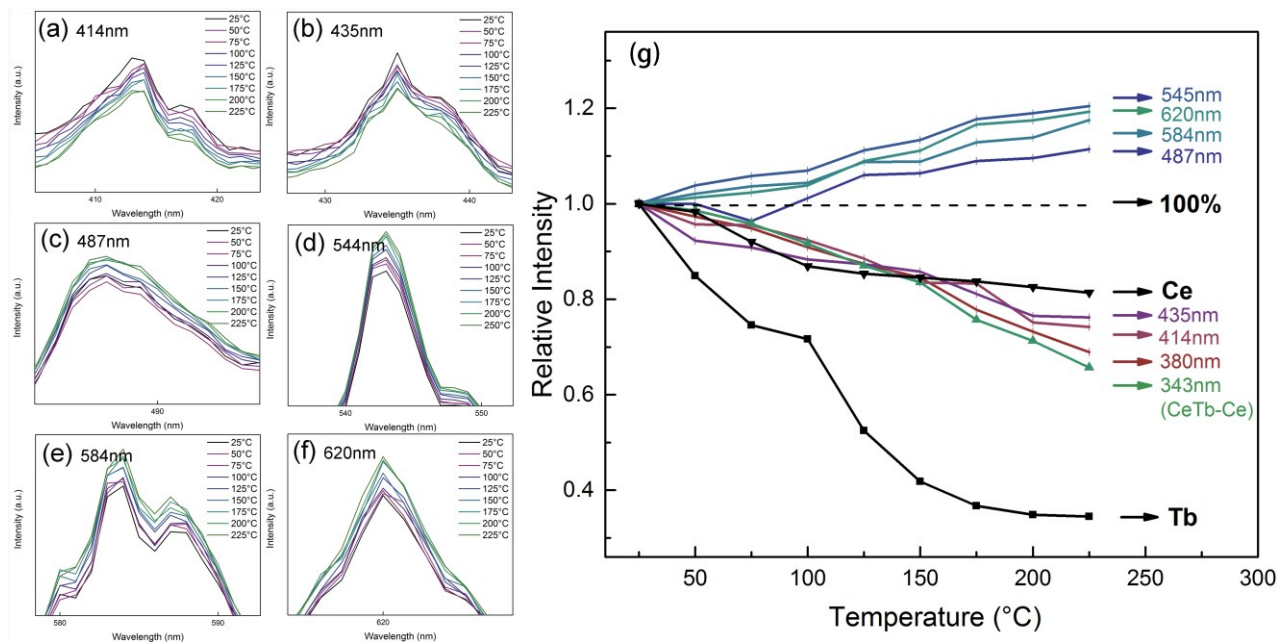 (a) 414nm
25°C
50°C
75°C
100°C
125°C
150°C
175°C
200°C
225°C
Intensity (a.u.)
410
420
Wavelength (nm)
(b) 435nm
25°C
50°C
75°C
100°C
125°C
150°C
175°C
200°C
225°C
Intensity (a.u.)
430
440
Wavelength (nm)
(c) 487nm
25°C
50°C
75°C
100°C
125°C
150°C
175°C
200°C
225°C
Intensity (a.u.)
490
Wavelength (nm)
(d) 544nm
25°C
50°C
75°C
100°C
125°C
150°C
175°C
200°C
250°C
Intensity (a.u.)
540
550
Wavelength (nm)
(e) 584nm
25°C
50°C
75°C
100°C
125°C
150°C
175°C
200°C
225°C
Intensity (a.u.)
580
590
Wavelength (nm)
(f) 620nm
25°C
50°C
75°C
100°C
125°C
150°C
175°C
200°C
225°C
Intensity (a.u.)
620
Wavelength (nm)
(g)
Relative Intensity
1.2
1.0
0.8
0.6
0.4
545nm
620nm
584nm
487nm
100%
Ce
435nm
414nm
380nm
343nm
(CeTb-Ce)
Tb
50
100
150
200
250
300
Temperature (°C)